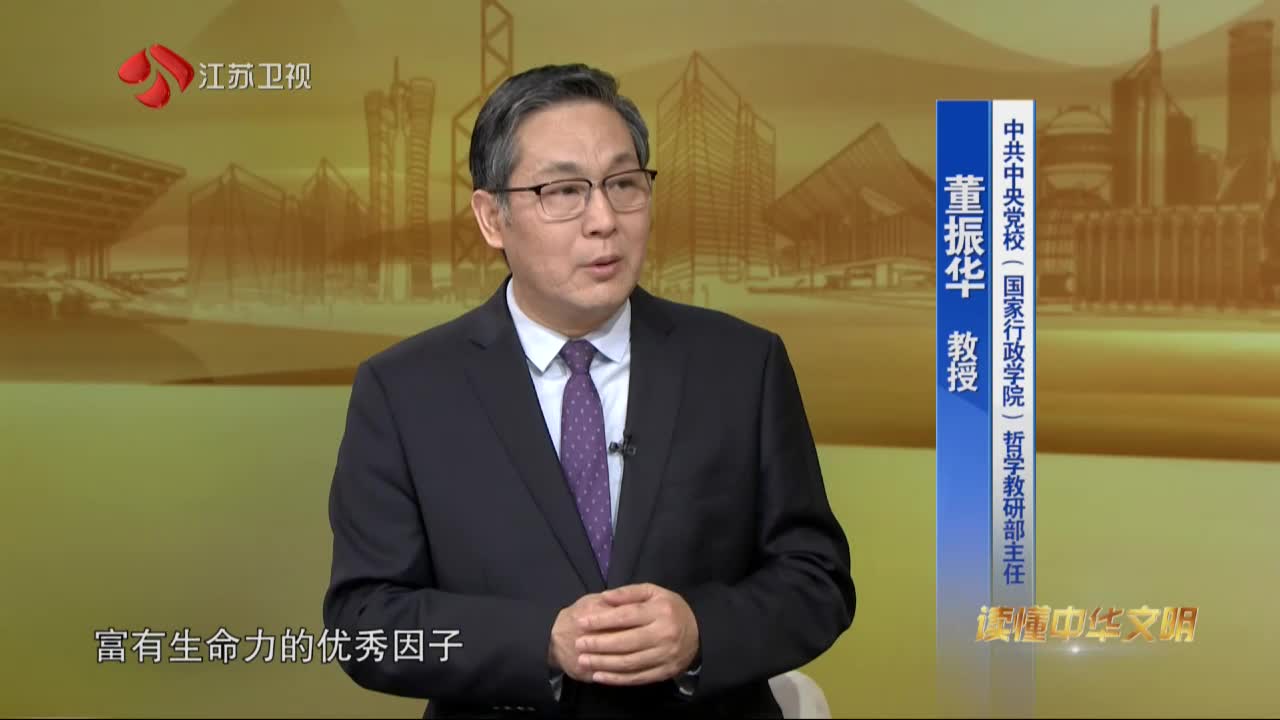 江苏卫视
中共中央党校（国家行政学院）哲学教研部主任
董振华 教授
读懂中华文明
富有生命力的优秀因子